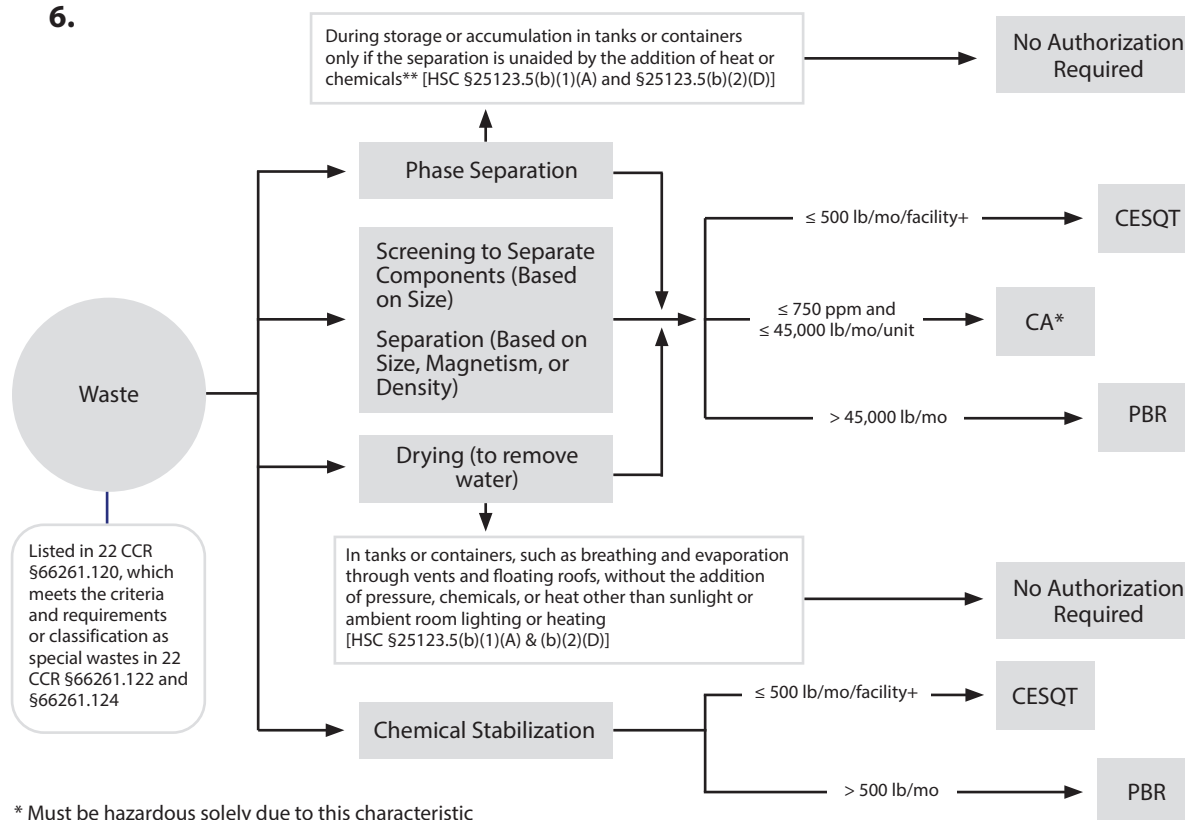 6.
During storage or accumulation in tanks or containers
only if the separation is unaided by the addition of heat or
chemicals** [HSC §25123.5(b)(1)(A) and §25123.5(b)(2)(D)]
No Authorization
Required
Phase Separation
Screening to Separate
Components (Based
on Size)
Separation (Based on
Size, Magnetism, or
Density)
≤ 500 lb/mo/facility+
CESQT
≤ 750 ppm and
≤ 45,000 lb/mo/unit
CA*
> 45,000 lb/mo
PBR
Waste
Drying (to remove
water)
Listed in 22 CCR
§66261.120, which
meets the criteria
and requirements
or classification as
special wastes in 22
CCR §66261.122 and
§66261.124
In tanks or containers, such as breathing and evaporation
through vents and floating roofs, without the addition
of pressure, chemicals, or heat other than sunlight or
ambient room lighting or heating
[HSC §25123.5(b)(1)(A) & (b)(2)(D)]
No Authorization
Required
Chemical Stabilization
≤ 500 lb/mo/facility+
CESQT
> 500 lb/mo
PBR
* Must be hazardous solely due to this characteristic